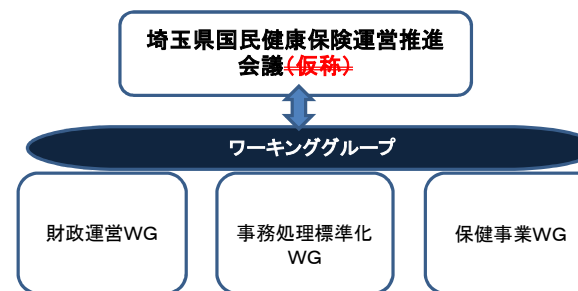 埼玉県国民健康保険運営推進
会議(仮称)
ワーキンググループ
財政運営WG
事務処理標準化
WG
保健事業WG